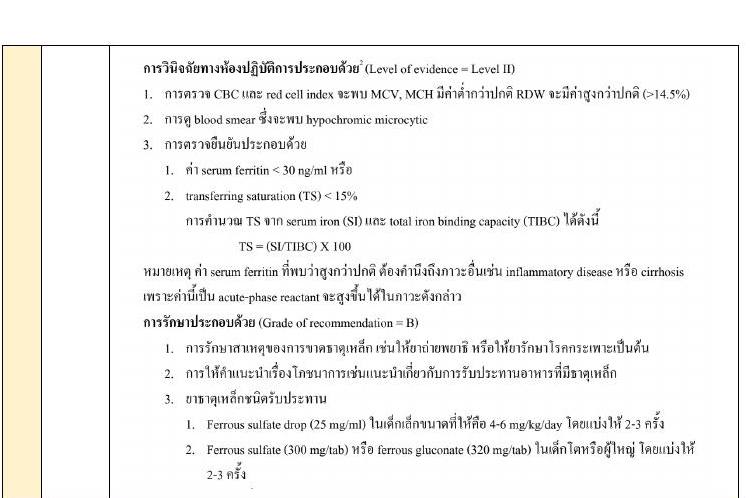 การวินิจฉัยทางห้องปฏิบัติการประกอบด้วย² (Level of evidence = Level II)
1. การตรวจ CBC และ red cell index จะพบ MCV, MCH มีค่าต่ำกว่าปกติ RDW จะมีค่าสูงกว่าปกติ (>14.5%)
2. การดู blood smear ซึ่งจะพบ hypochromic microcytic
3. การตรวจยืนยันประกอบด้วย
1. ค่า serum ferritin < 30 ng/ml หรือ
2. transferring saturation (TS) < 15%
การคำนวณ TS จาก serum iron (SI) และ total iron binding capacity (TIBC) ได้ดังนี้
TS = (SI/TIBC) X 100
หมายเหตุ ค่า serum ferritin ที่พบว่าสูงกว่าปกติ ต้องคำนึงถึงภาวะอื่นเช่น inflammatory disease หรือ cirrhosis
เพราะค่านี้เป็น acute-phase reactant จะสูงขึ้นได้ในภาวะดังกล่าว
การรักษาประกอบด้วย (Grade of recommendation = B)
1. การรักษาสาเหตุของการขาดธาตุเหล็ก เช่นให้ยาถ่ายพยาธิ หรือให้ยารักษาโรคกระเพาะเป็นต้น
2. การให้คำแนะนำเรื่องโภชนาการเช่นแนะนำเกี่ยวกับการรับประทานอาหารที่มีธาตุเหล็ก
3. ยาธาตุเหล็กชนิดรับประทาน
1. Ferrous sulfate drop (25 mg/ml) ในเด็กเล็กขนาดที่ให้คือ 4-6 mg/kg/day โดยแบ่งให้ 2-3 ครั้ง
2. Ferrous sulfate (300 mg/tab) หรือ ferrous gluconate (320 mg/tab) ในเด็กโตหรือผู้ใหญ่ โดยแบ่งให้
2-3 ครั้ง